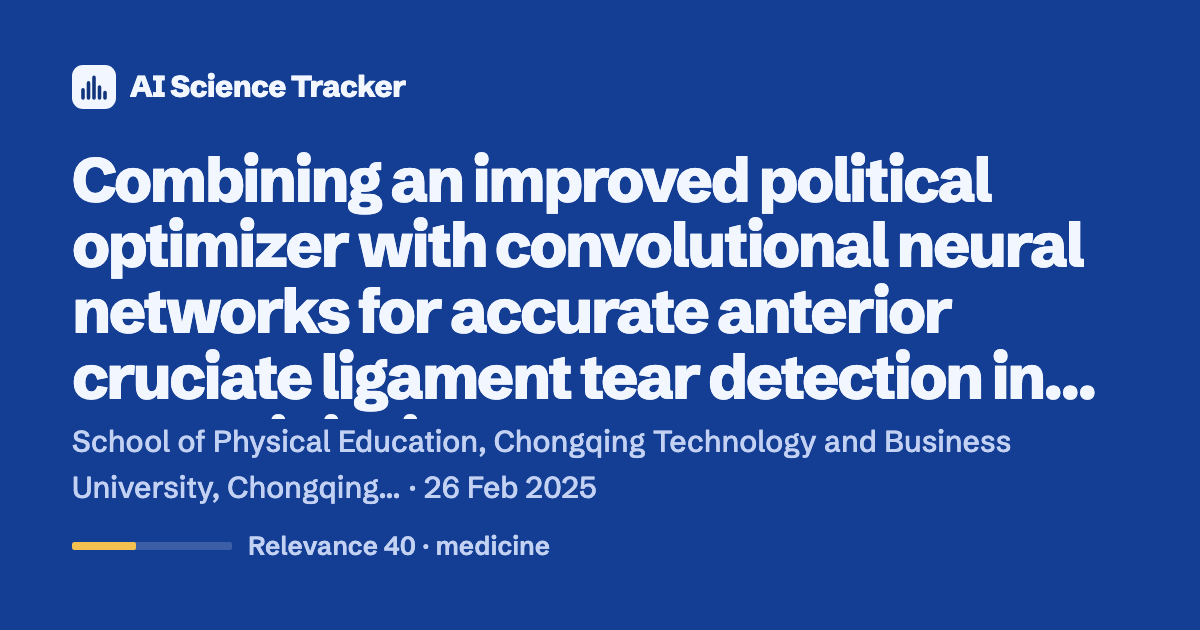 AI Science Tracker
Combining an improved political
optimizer with convolutional neural
networks for accurate anterior
cruciate ligament tear detection in...
School of Physical Education, Chongqing Technology and Business
University, Chongqing... · 26 Feb 2025
Relevance 40 · medicine